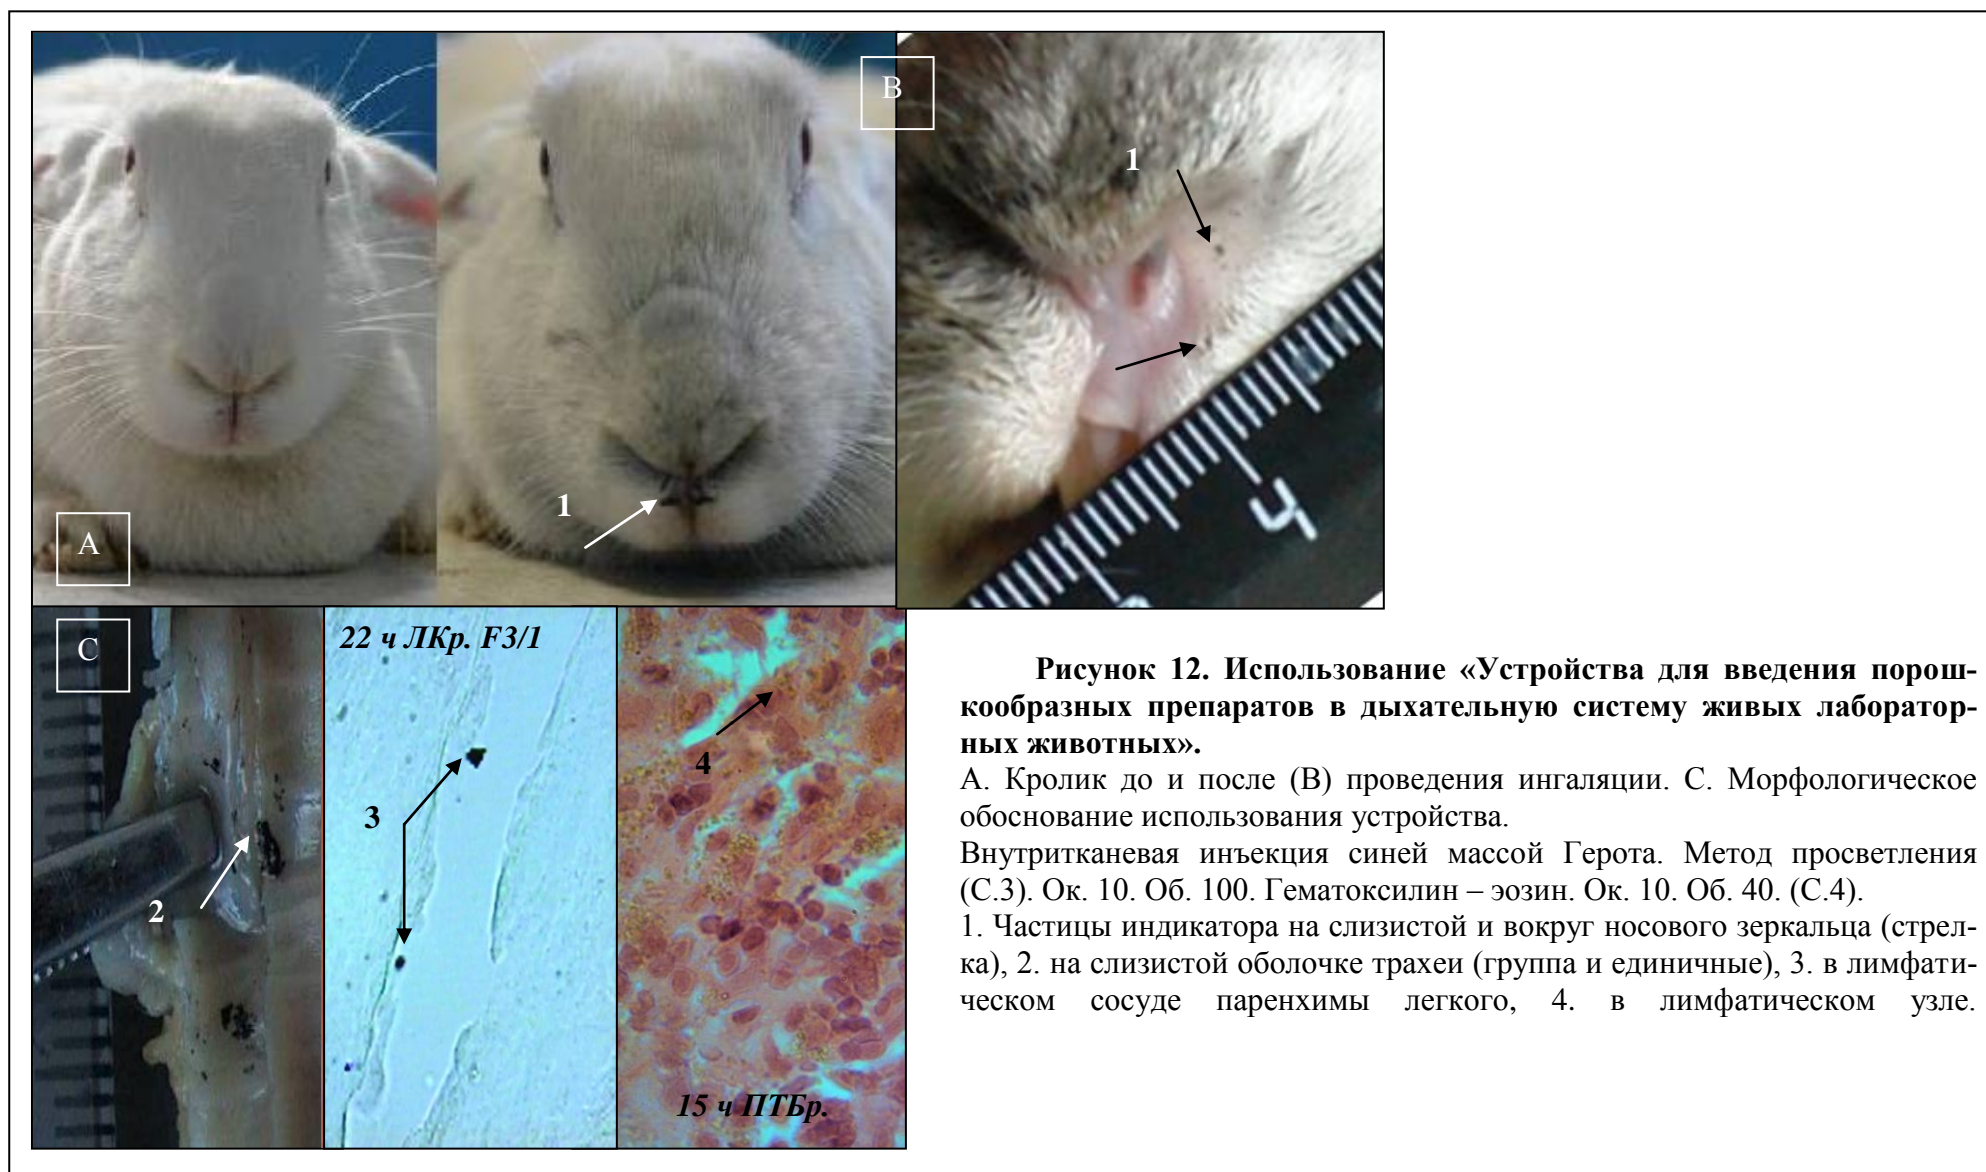 A
1
B
1
C
2
22 ч ЛКр. F3/1
3
4
15 ч ПТБр.
Рисунок 12. Использование «Устройства для введения порош-
кообразных препаратов в дыхательную систему живых лаборатор-
ных животных».
А. Кролик до и после (В) проведения ингаляции. С. Морфологическое
обоснование использования устройства.
Внутритканевая инъекция синей массой Герота. Метод просветления
(С.3). Ок. 10. Об. 100. Гематоксилин – эозин. Ок. 10. Об. 40. (С.4).
1. Частицы индикатора на слизистой и вокруг носового зеркальца (стрел-
ка), 2. на слизистой оболочке трахеи (группа и единичные), 3. в лимфати-
ческом сосуде паренхимы легкого, 4. в лимфатическом узле.